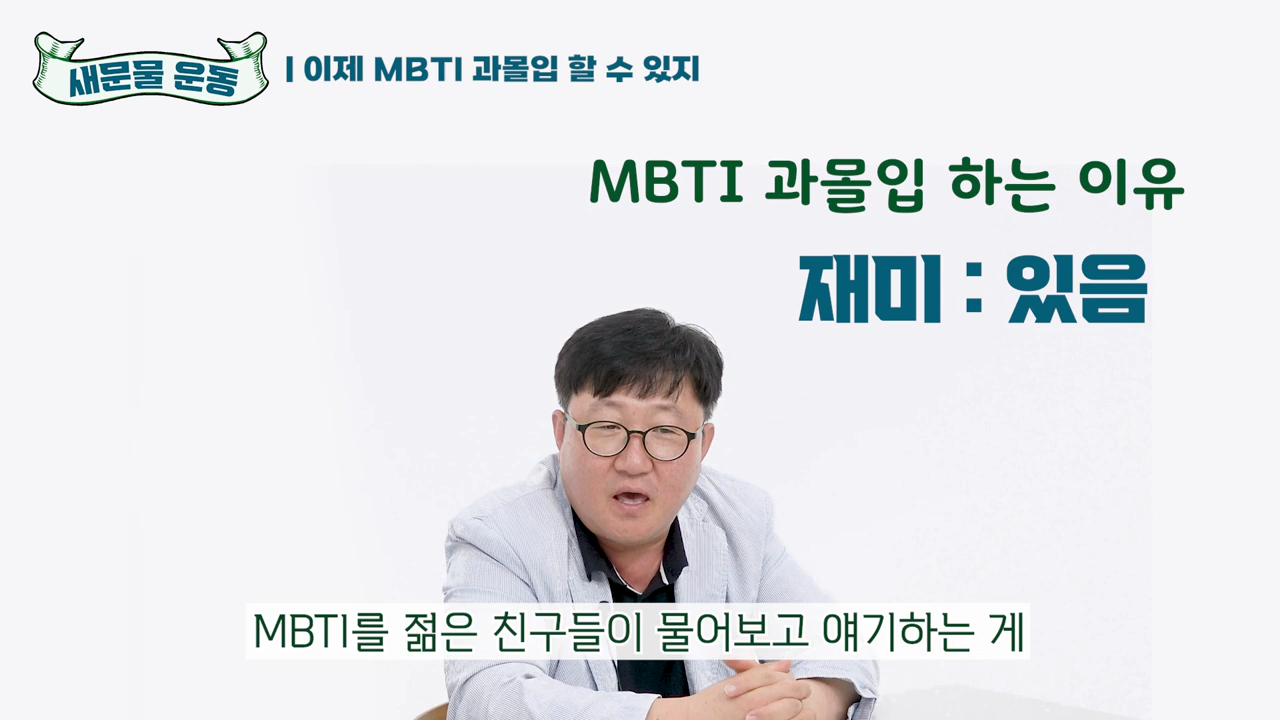 새문물 운동
| 이제 MBTI 과몰입 할 수 있지
MBTI 과몰입 하는 이유
재미 : 있음
MBTI를 젊은 친구들이 물어보고 얘기하는 게